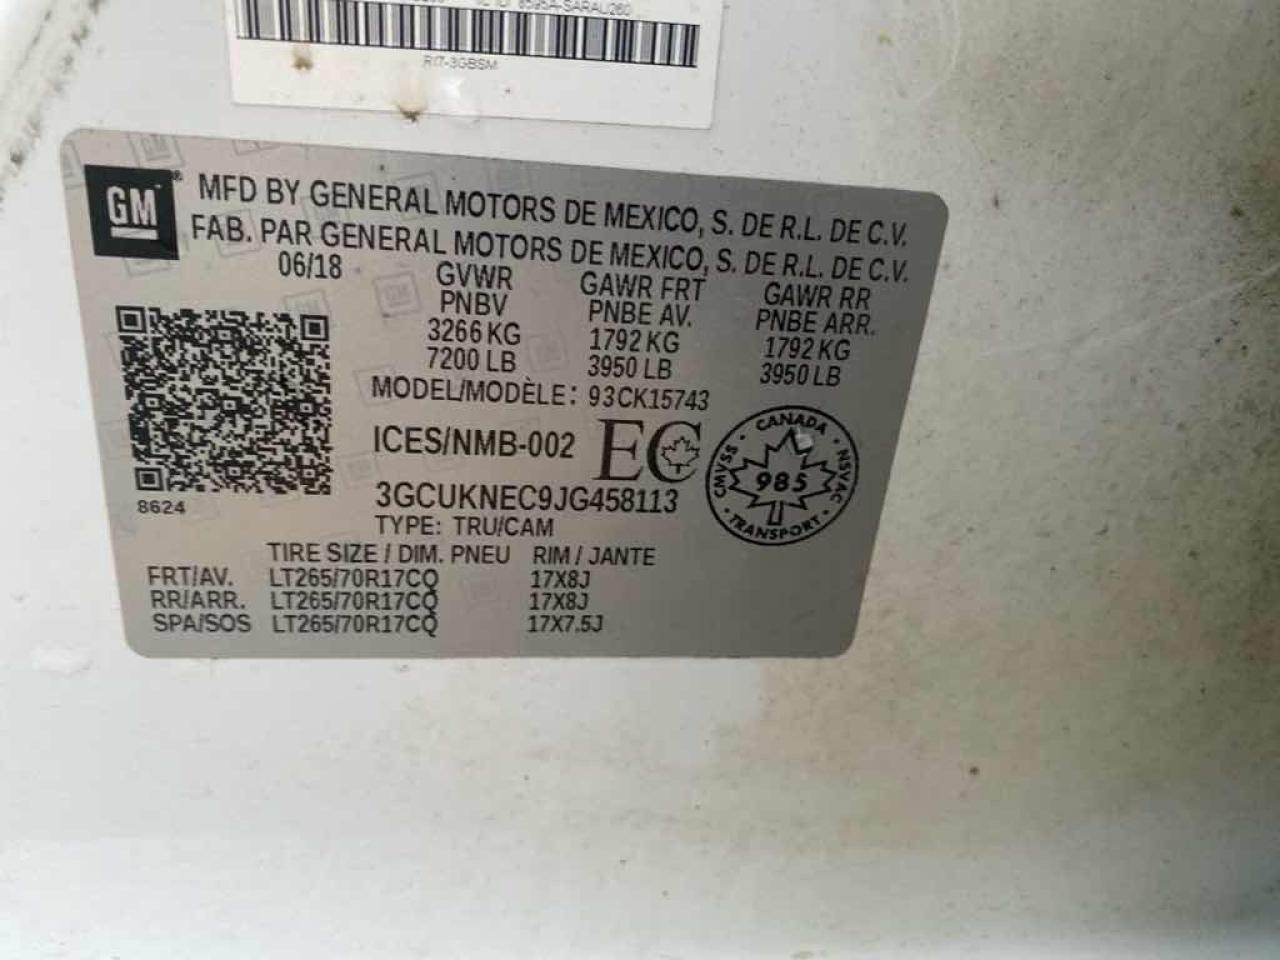 R17-3GBSM
GM
MFD BY GENERAL MOTORS DE MEXICO, S. DE R.L. DE C.V.
FAB. PAR GENERAL MOTORS DE MEXICO, S. DE R.L. DE C.V.
06/18 GVWR GAWR FRT GAWR RR
PNBV PNBE AV. PNBE ARR.
3266 KG 1792 KG 1792 KG
7200 LB 3950 LB 3950 LB
MODEL/MODÈLE: 93CK15743
ICES/NMB-002 EC
CANADA
CMVSS 985 NSVAC
TRANSPORT
8624
3GCUKNEC9JG458113
TYPE: TRU/CAM
TIRE SIZE / DIM. PNEU RIM / JANTE
FRT/AV. LT265/70R17CQ 17X8J
RR/ARR. LT265/70R17CQ 17X8J
SPA/SOS LT265/70R17CQ 17X7.5J